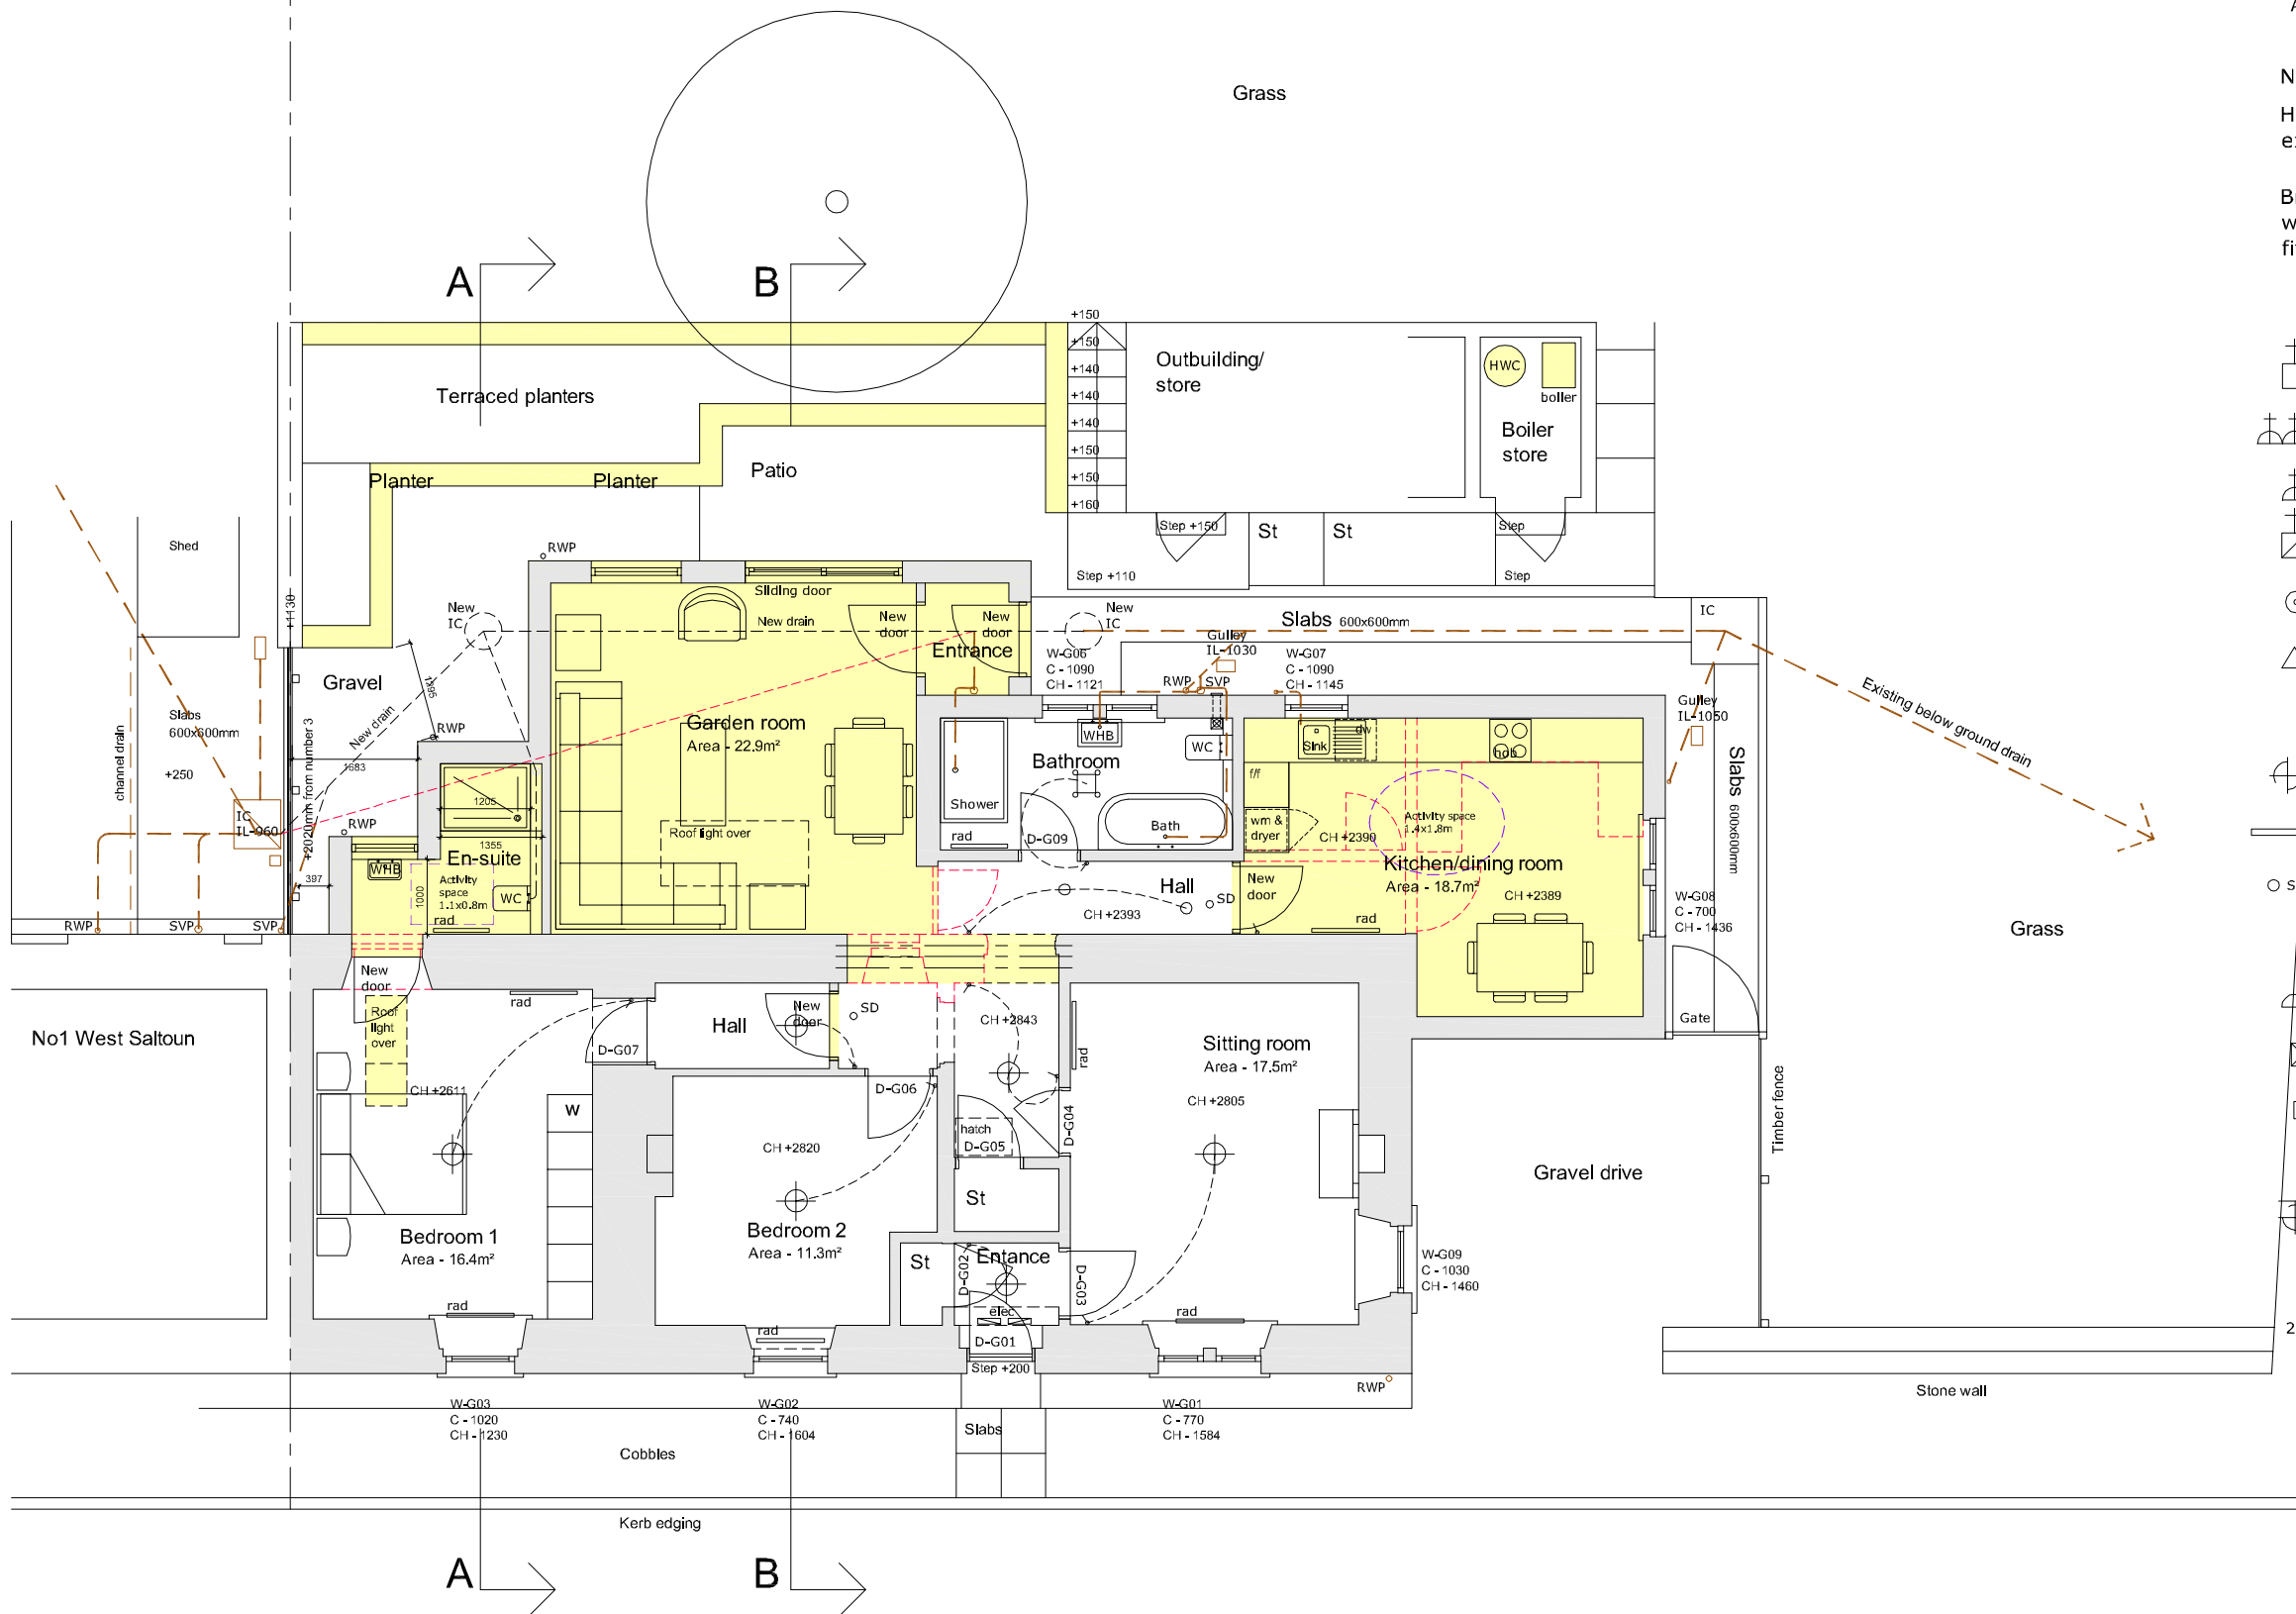 Grass
A
B
+150
+150
+140
+140
+140
+150
+150
+160
Outbuilding/
store
HWC
boiler
Boiler
store
Terraced planters
Planter
Planter
Patio
Step +150
St
St
Step
Step +110
Step
Shed
RWP
Sliding door
New
IC
New drain
New
door
New
door
Entrance
New
IC
Slabs 600x600mm
IC
Gulley
IL-1030
+1130
W-G06
C - 1090
CH - 1121
W-G07
C - 1090
CH - 1145
RWP
SVP
Gravel
1295
Existing below ground drain
Gulley
IL-1050
channel drain
Slabs
600x600mm
+250
+2020mm from number 3
New drain
RWP
1683
Garden room
Area - 22.9m²
WHB
WC
Bathroom
Sink
dw
hob
f/f
Slabs 600x600mm
IC
IL-960
RWP
1205
Shower
Bath
wm &
dryer
CH +2390
Activity space
1.4x1.8m
Roof light over
rad
D-G09
1355
En-suite
WHB
Activity
space
1.1x0.8m
1000
WC
rad
397
Kitchen/dining room
Area - 18.7m²
CH +2389
Hall
SD
New
door
CH +2393
rad
W-G08
C - 700
CH - 1436
RWP
SVP
SVP
Grass
New
door
rad
Roof
light
over
No1 West Saltoun
Hall
New
door
SD
CH +2843
D-G07
rad
Sitting room
Area - 17.5m²
CH +2805
Gate
CH +2611
D-G06
W
hatch
D-G05
D-G04
CH +2820
Timber fence
Gravel drive
St
Bedroom 1
Area - 16.4m²
Bedroom 2
Area - 11.3m²
St
D-G02
Entance
D-G03
W-G09
C - 1030
CH - 1460
rad
rad
elec
rad
D-G01
Step +200
RWP
Stone wall
W-G03
C - 1020
CH - 1230
W-G02
C - 740
CH - 1604
Slabs
W-G01
C - 770
CH - 1584
Cobbles
Kerb edging
A
B